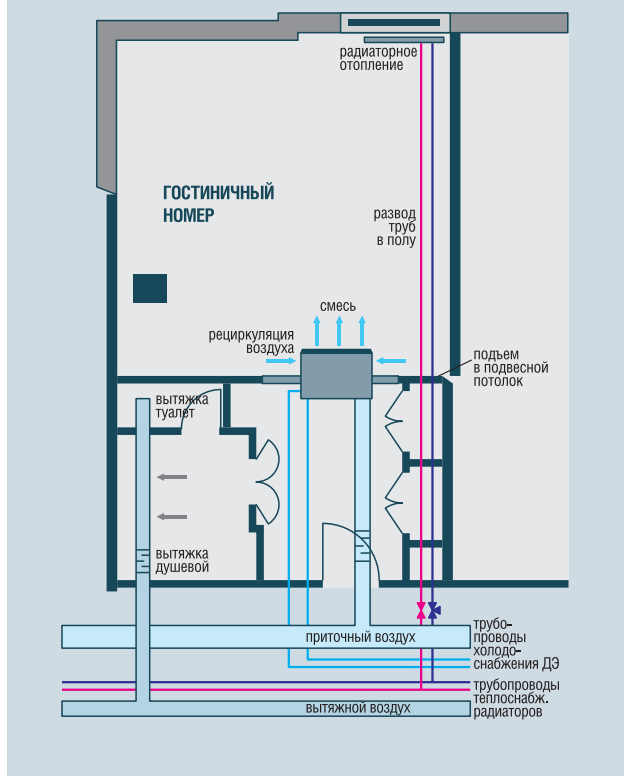 радиаторное
отопление
ГОСТИНИЧНЫЙ
НОМЕР
развод
труб
в полу
смесь
рециркуляция
воздуха
подъем
в подвесной
потолок
вытяжка
туалет
вытяжка
душевой
приточный воздух
трубо-
проводы
холодо-
снабжения ДЭ
трубопроводы
теплоснабж.
радиаторов
вытяжной воздух